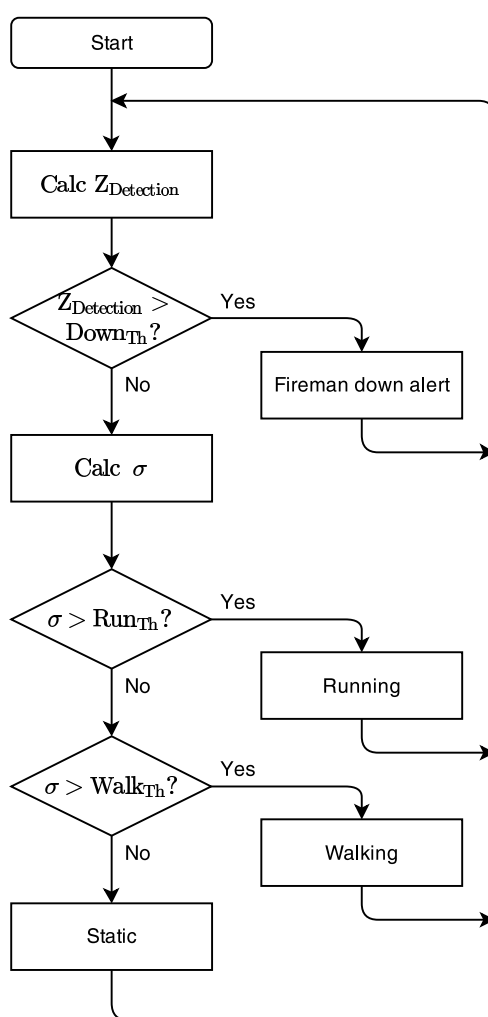 Start
Calc Z_Detection
Z_Detection >
Down_Th?
Yes
No
Fireman down alert
Calc σ
σ > Run_Th?
Yes
No
Running
σ > Walk_Th?
Yes
No
Walking
Static